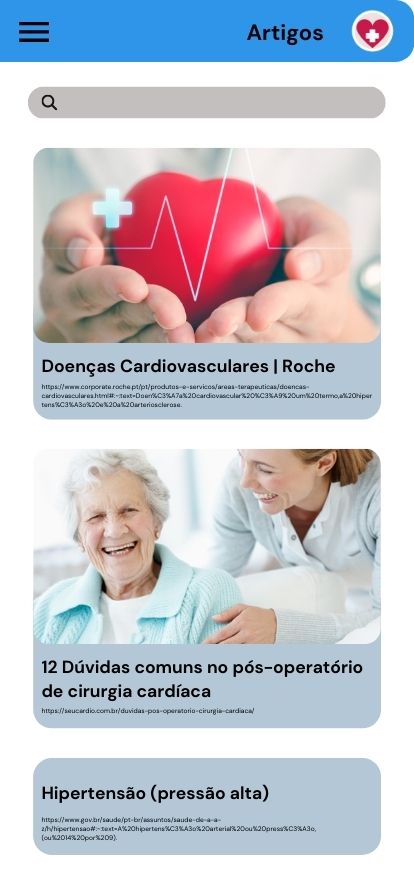 Artigos
Doenças Cardiovasculares | Roche
https://www.corporate.roche.pt/pt/produtos-e-servicos/areas-terapeuticas/doencas-
cardiovasculares.html#:~:text=Doen%C3%A7a%20cardiovascular%20%C3%A9%20um%20termo,a%20hiper
tens%C3%A3o%20e%20a%20arteriosclerose.
12 Dúvidas comuns no pós-operatório
de cirurgia cardíaca
https://seucardio.com.br/duvidas-pos-operatorio-cirurgia-cardiaca/
Hipertensão (pressão alta)
https://www.gov.br/saude/pt-br/assuntos/saude-de-a-a-
z/h/hipertensao#:~:text=A%20hipertens%C3%A3o%20arterial%20ou%20press%C3%A3o,
(ou%2014%20por%209).